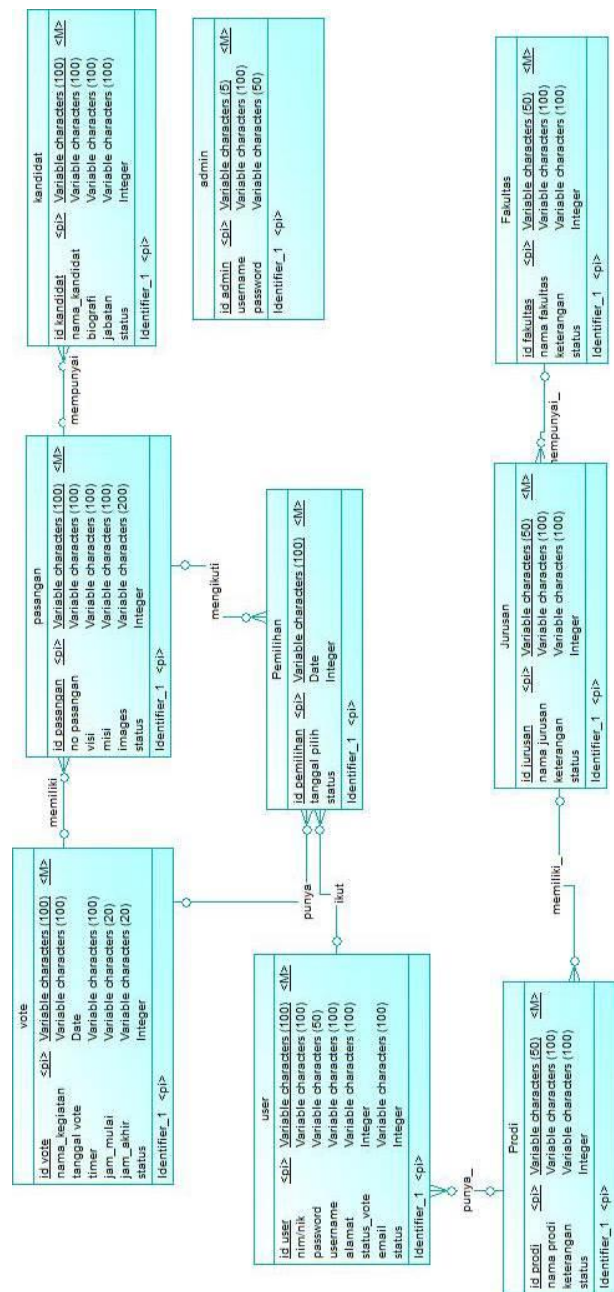 vote
id vote <pi> Variable characters (100) <M>
nama_kegiatan Variable characters (100)
tanggal vote Date
timer Variable characters (100)
jam_mulai Variable characters (20)
jam_akhir Variable characters (20)
status Integer
Identifier_1 <pi>
memiliki
pasangan
id pasangan <pi> Variable characters (100) <M>
no pasangan Variable characters (100)
visi Variable characters (100)
misi Variable characters (100)
images Variable characters (200)
status Integer
Identifier_1 <pi>
mempunyai
kandidat
id kandidat <pi> Variable characters (100) <M>
nama_kandidat Variable characters (100)
biografi Variable characters (100)
jabatan Variable characters (100)
status Integer
Identifier_1 <pi>
admin
id admin <pi> Variable characters (5) <M>
username Variable characters (100)
password Variable characters (50)
Identifier_1 <pi>
mengikuti
Pemilihan
id pemilihan <pi> Variable characters (100) <M>
tanggal pilih Date
status Integer
Identifier_1 <pi>
punya
ikut
user
id user <pi> Variable characters (100) <M>
nim/nik Variable characters (100)
password Variable characters (50)
username Variable characters (100)
alamat Variable characters (100)
status_vote Integer
email Variable characters (100)
status Integer
Identifier_1 <pi>
punya_
Prodi
id prodi <pi> Variable characters (50) <M>
nama prodi Variable characters (100)
keterangan Variable characters (100)
status Integer
Identifier_1 <pi>
memiliki_
Jurusan
id jurusan <pi> Variable characters (50) <M>
nama jurusan Variable characters (100)
keterangan Variable characters (100)
status Integer
Identifier_1 <pi>
mempunyai_
Fakultas
id fakultas <pi> Variable characters (50) <M>
nama fakultas Variable characters (100)
keterangan Variable characters (100)
status Integer
Identifier_1 <pi>